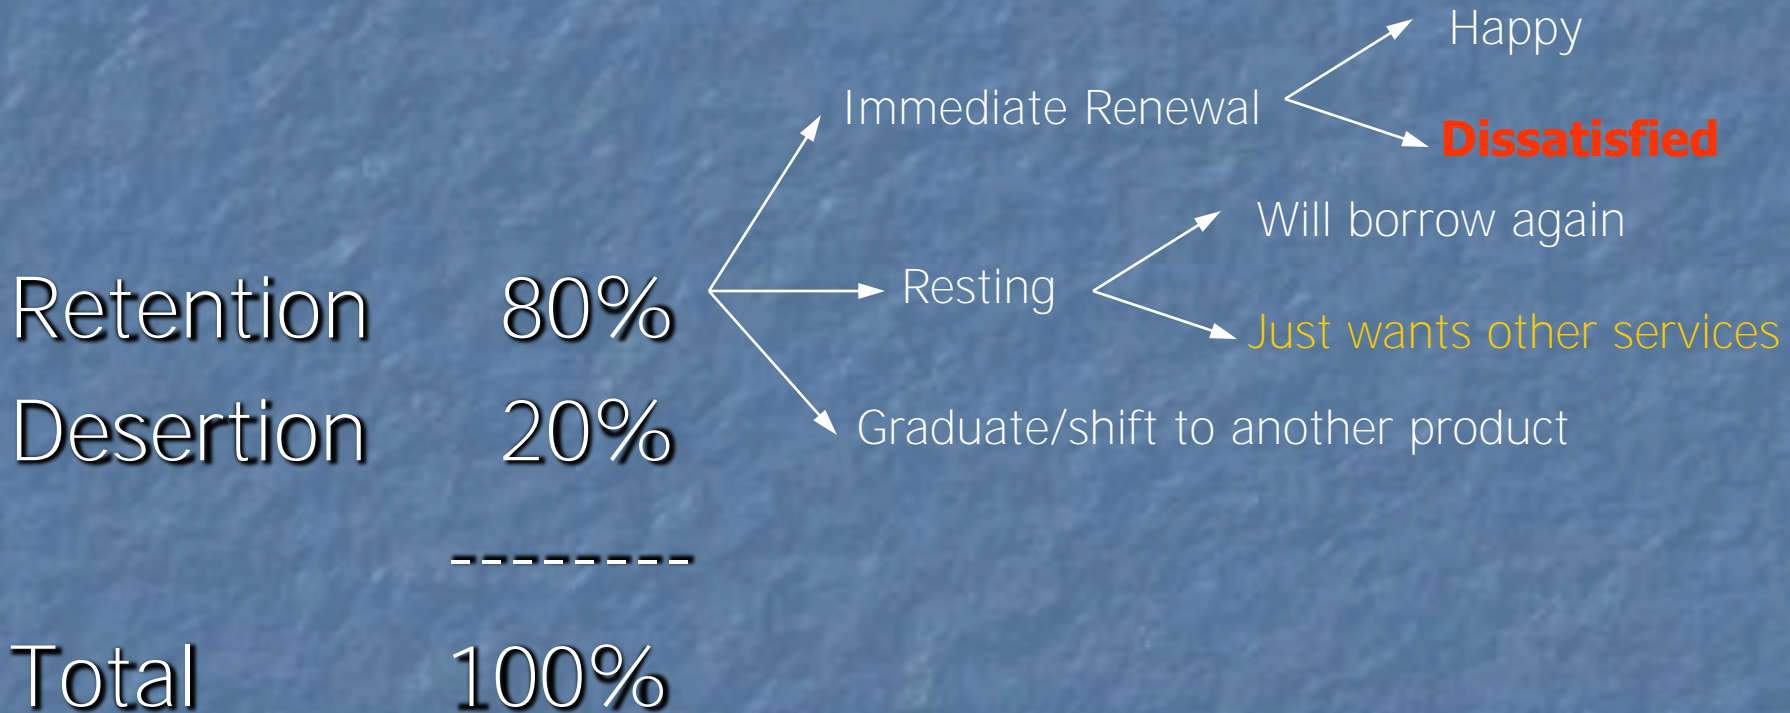 Happy
Immediate Renewal
Dissatisfied
Will borrow again
Retention 80%
Resting
Just wants other services
Desertion 20%
Graduate/shift to another product
--------
Total 100%